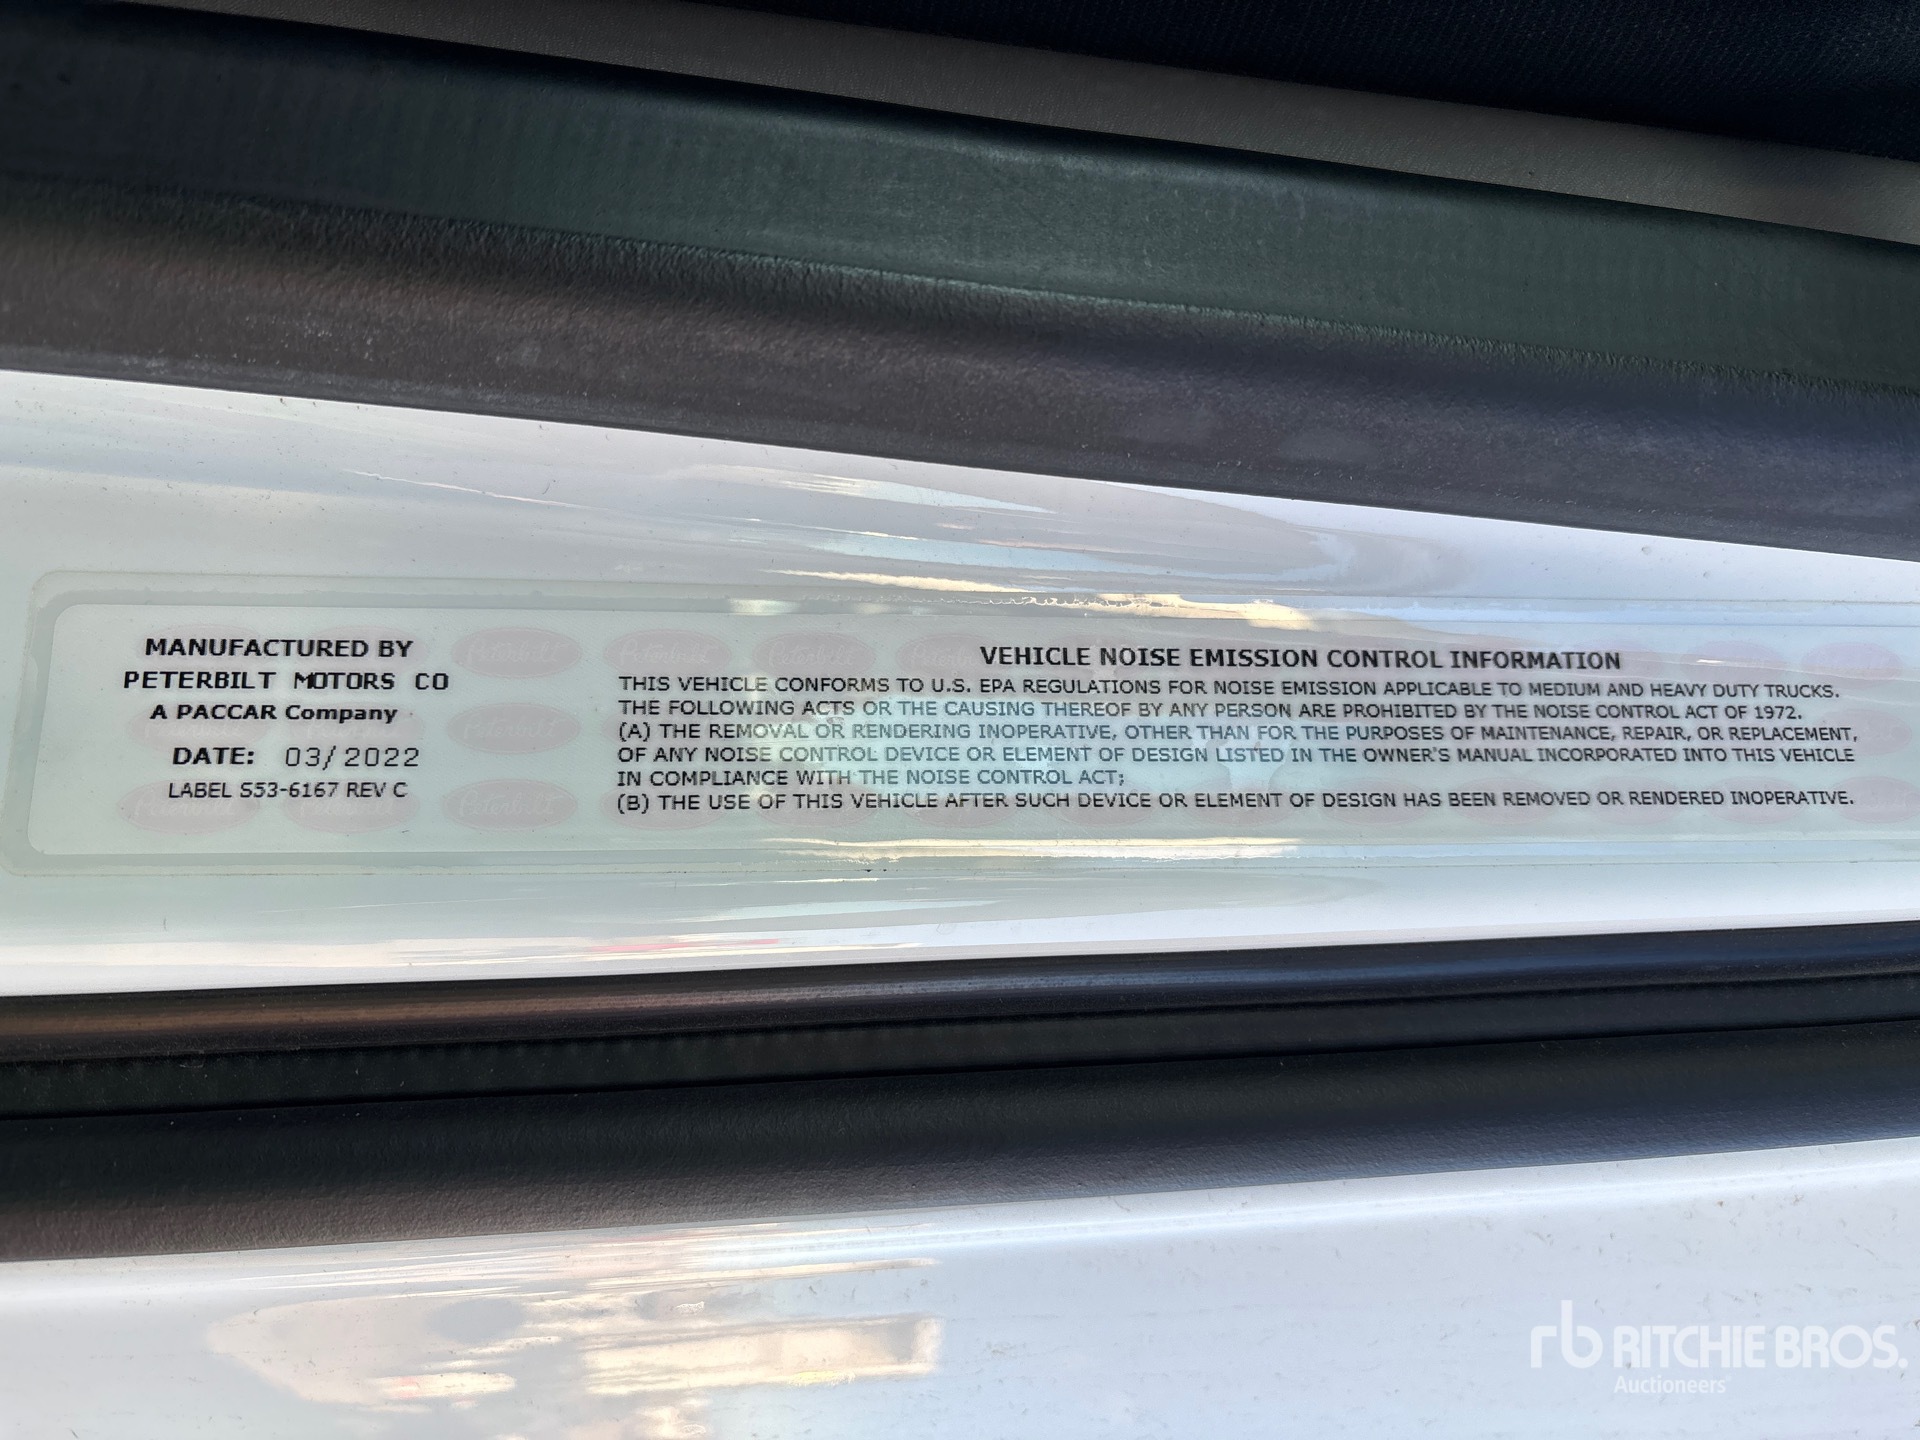 MANUFACTURED BY
PETERBILT MOTORS CO
A PACCAR Company
DATE: 03/2022
LABEL S53-6167 REV C
VEHICLE NOISE EMISSION CONTROL INFORMATION
THIS VEHICLE CONFORMS TO U.S. EPA REGULATIONS FOR NOISE EMISSION APPLICABLE TO MEDIUM AND HEAVY DUTY TRUCKS.
THE FOLLOWING ACTS OR THE CAUSING THEREOF BY ANY PERSON ARE PROHIBITED BY THE NOISE CONTROL ACT OF 1972.
(A) THE REMOVAL OR RENDERING INOPERATIVE, OTHER THAN FOR THE PURPOSES OF MAINTENANCE, REPAIR, OR REPLACEMENT,
OF ANY NOISE CONTROL DEVICE OR ELEMENT OF DESIGN LISTED IN THE OWNER'S MANUAL INCORPORATED INTO THIS VEHICLE
IN COMPLIANCE WITH THE NOISE CONTROL ACT;
(B) THE USE OF THIS VEHICLE AFTER SUCH DEVICE OR ELEMENT OF DESIGN HAS BEEN REMOVED OR RENDERED INOPERATIVE.
rb RITCHIE BROS.
Auctioneers